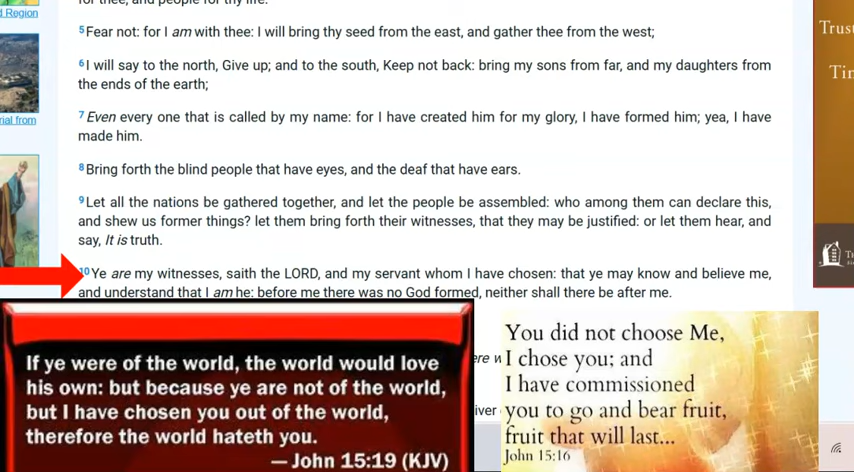 for thee, and people for thy life.
d Region
5Fear not: for I am with thee: I will bring thy seed from the east, and gather thee from the west;
6I will say to the north, Give up; and to the south, Keep not back: bring my sons from far, and my daughters from
the ends of the earth;
rial from
7Even every one that is called by my name: for I have created him for my glory, I have formed him; yea, I have
made him.
8Bring forth the blind people that have eyes, and the deaf that have ears.
9Let all the nations be gathered together, and let the people be assembled: who among them can declare this,
and shew us former things? let them bring forth their witnesses, that they may be justified: or let them hear, and
say, It is truth.
10Ye are my witnesses, saith the LORD, and my servant whom I have chosen: that ye may know and believe me,
and understand that I am he: before me there was no God formed, neither shall there be after me.
ere w
iver
If ye were of the world, the world would love
his own: but because ye are not of the world,
but I have chosen you out of the world,
therefore the world hateth you.
— John 15:19 (KJV)
You did not choose Me,
I chose you; and
I have commissioned
you to go and bear fruit,
fruit that will last...
John 15:16
Trust
Tim